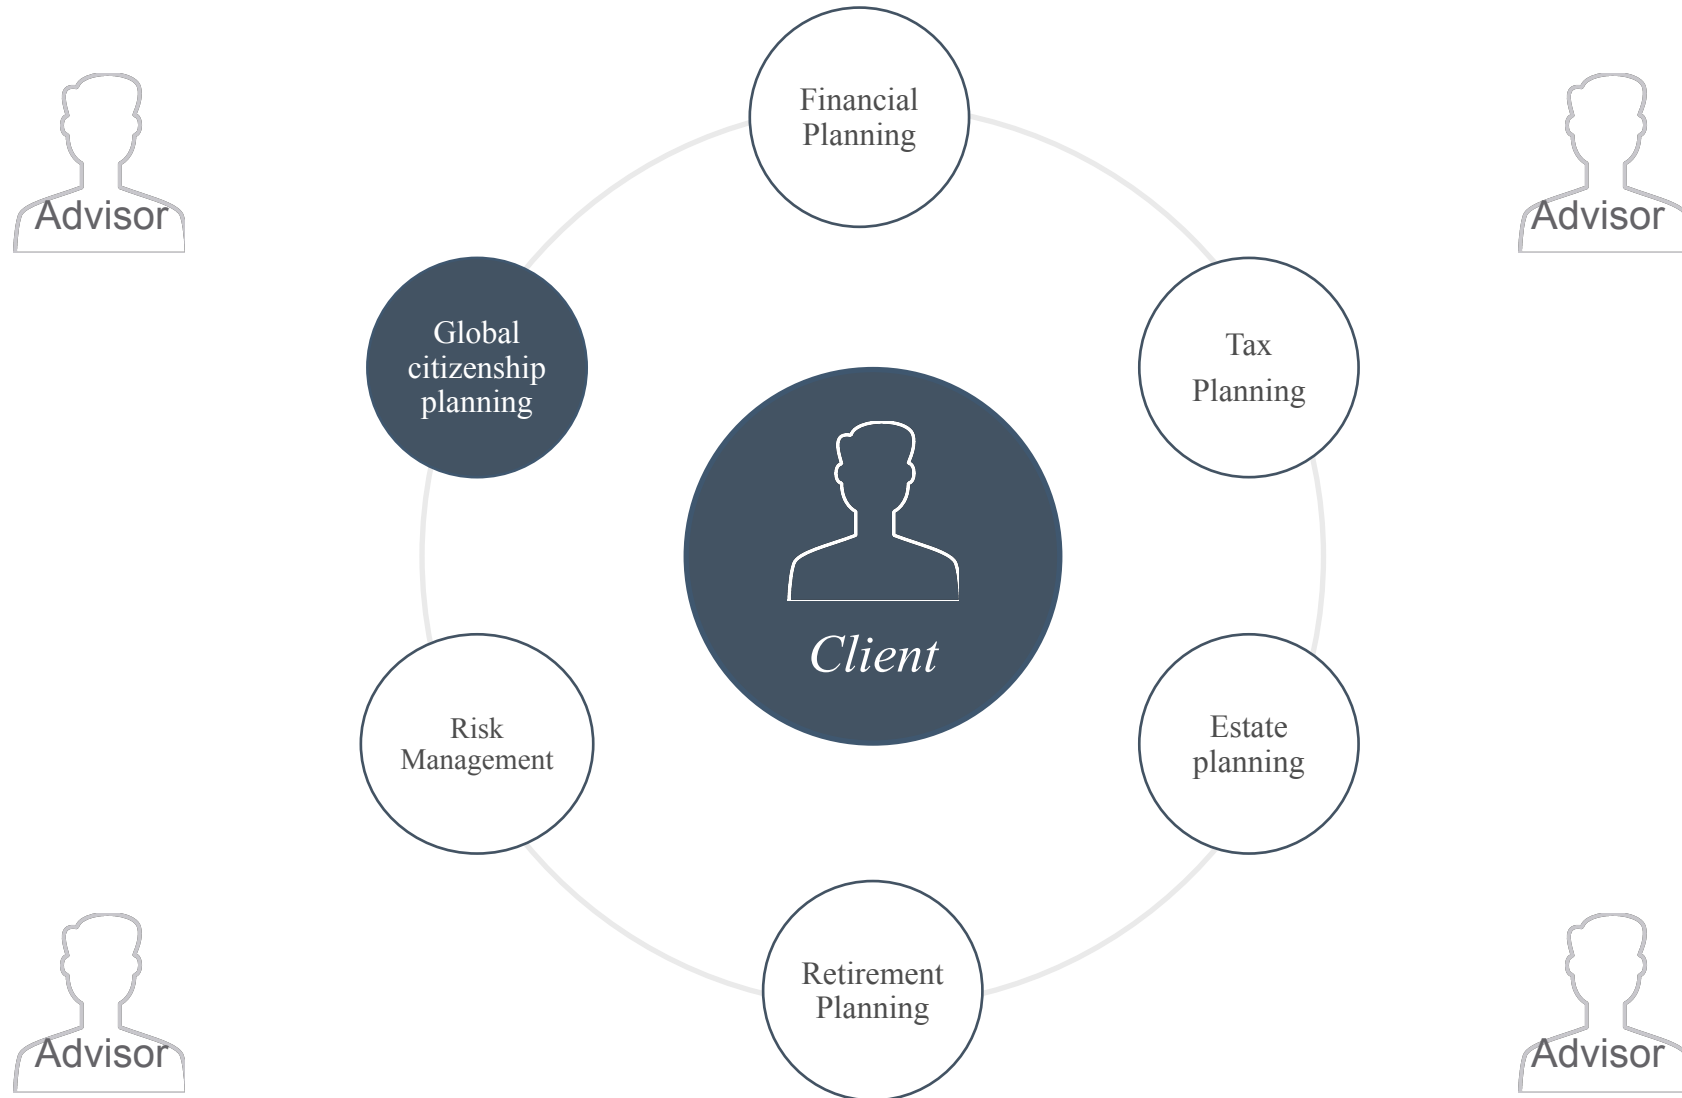 Financial
Planning
Advisor
Advisor
Global
citizenship
planning
Tax
Planning
Client
Risk
Management
Estate
planning
Retirement
Planning
Advisor
Advisor